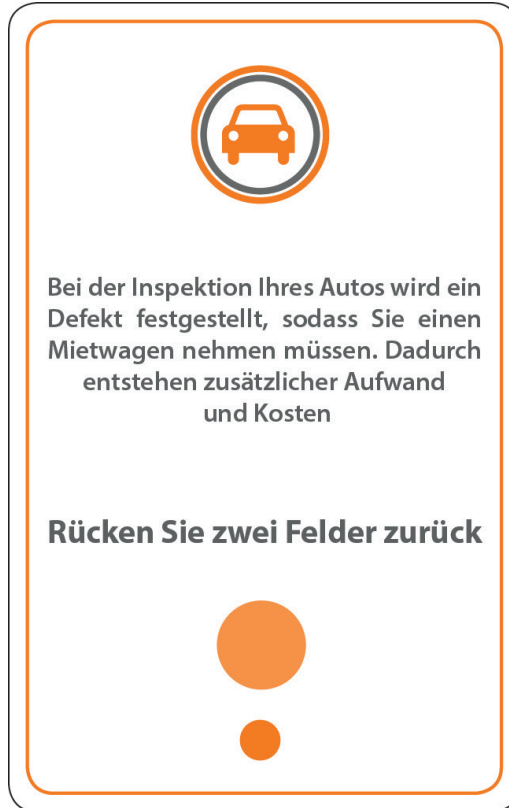 Bei der Inspektion Ihres Autos wird ein
Defekt festgestellt, sodass Sie einen
Mietwagen nehmen müssen. Dadurch
entstehen zusätzlicher Aufwand
und Kosten
Rücken Sie zwei Felder zurück